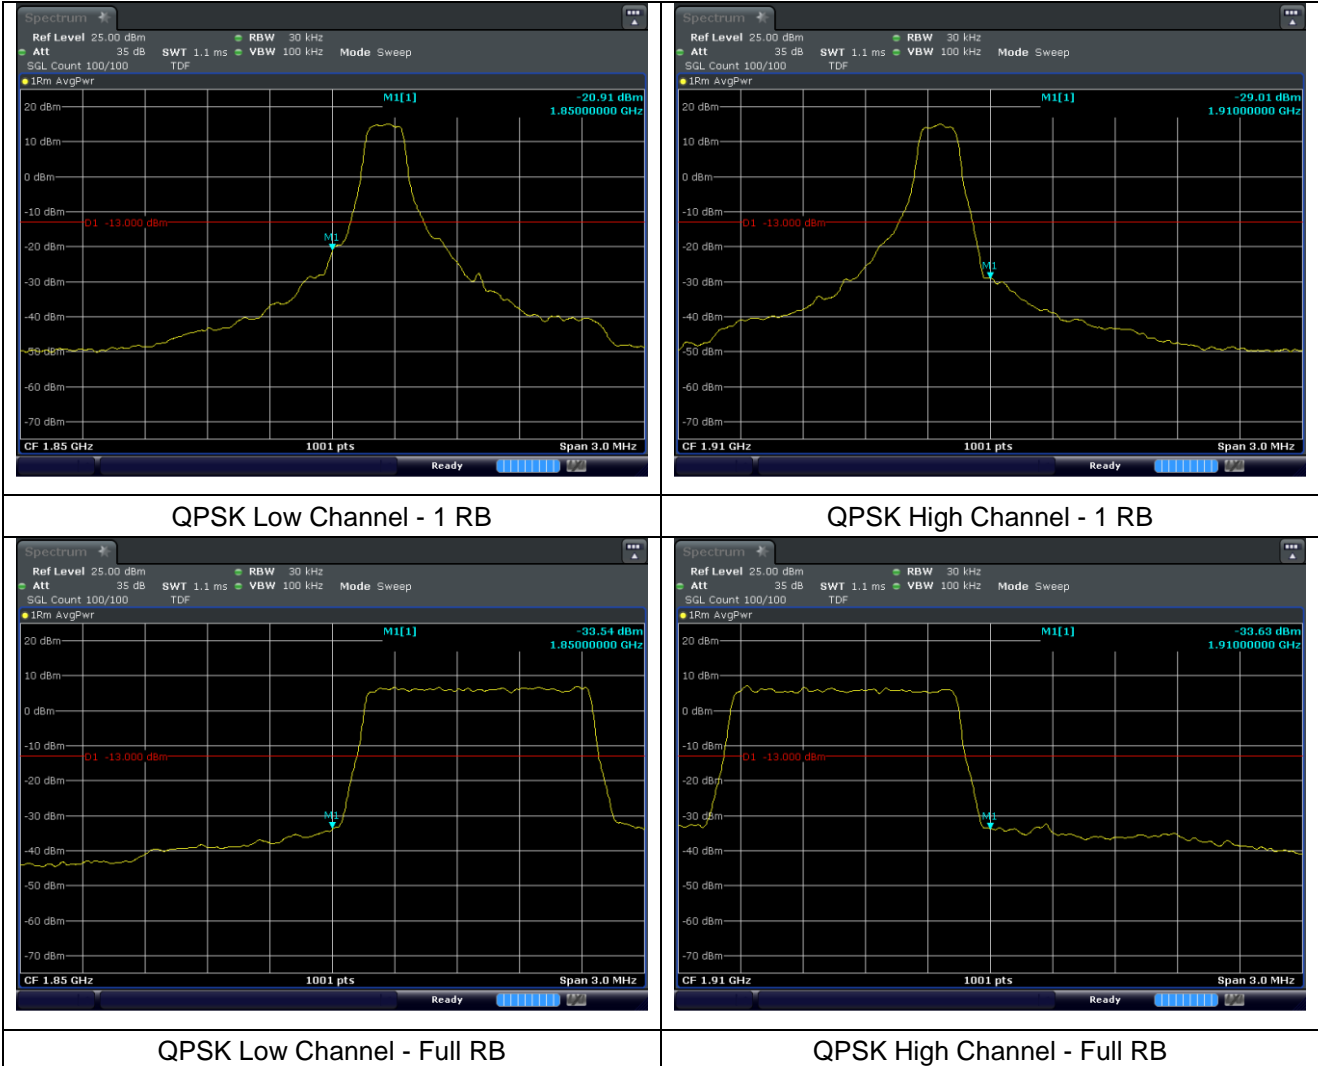 Spectrum
Ref Level 25.00 dBm RBW 30 kHz
Att 35 dB SWT 1.1 ms VBW 100 kHz Mode Sweep
SGL Count 100/100 TDF
1Rm AvgPwr
M1[1] -20.91 dBm
1.85000000 GHz
20 dBm
10 dBm
0 dBm
-10 dBm
D1 -13.000 dBm
M1
-20 dBm
-30 dBm
-40 dBm
-50 dBm
-60 dBm
-70 dBm
CF 1.85 GHz 1001 pts Span 3.0 MHz
Ready
QPSK Low Channel - 1 RB
Spectrum
Ref Level 25.00 dBm RBW 30 kHz
Att 35 dB SWT 1.1 ms VBW 100 kHz Mode Sweep
SGL Count 100/100 TDF
1Rm AvgPwr
M1[1] -29.01 dBm
1.91000000 GHz
20 dBm
10 dBm
0 dBm
-10 dBm
D1 -13.000 dBm
-20 dBm
M1
-30 dBm
-40 dBm
-50 dBm
-60 dBm
-70 dBm
CF 1.91 GHz 1001 pts Span 3.0 MHz
Ready
QPSK High Channel - 1 RB
Spectrum
Ref Level 25.00 dBm RBW 30 kHz
Att 35 dB SWT 1.1 ms VBW 100 kHz Mode Sweep
SGL Count 100/100 TDF
1Rm AvgPwr
M1[1] -33.54 dBm
1.85000000 GHz
20 dBm
10 dBm
0 dBm
-10 dBm
D1 -13.000 dBm
-20 dBm
-30 dBm
M1
-40 dBm
-50 dBm
-60 dBm
-70 dBm
CF 1.85 GHz 1001 pts Span 3.0 MHz
Ready
QPSK Low Channel - Full RB
Spectrum
Ref Level 25.00 dBm RBW 30 kHz
Att 35 dB SWT 1.1 ms VBW 100 kHz Mode Sweep
SGL Count 100/100 TDF
1Rm AvgPwr
M1[1] -33.63 dBm
1.91000000 GHz
20 dBm
10 dBm
0 dBm
-10 dBm
D1 -13.000 dBm
-20 dBm
-30 dBm
M1
-40 dBm
-50 dBm
-60 dBm
-70 dBm
CF 1.91 GHz 1001 pts Span 3.0 MHz
Ready
QPSK High Channel - Full RB